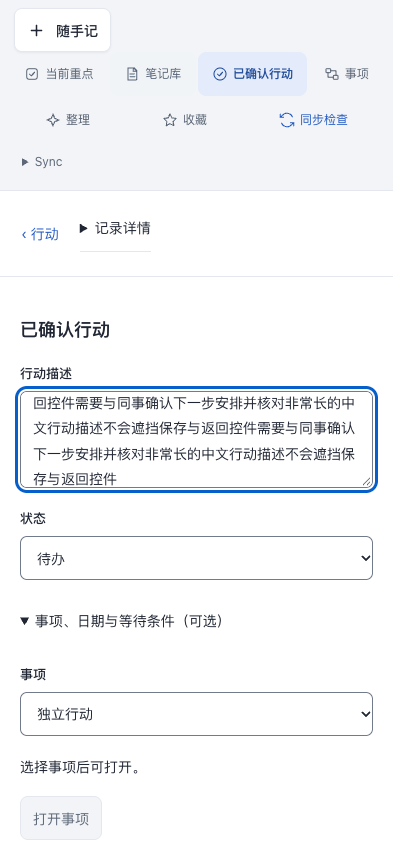 + 随手记
当前重点 笔记库 已确认行动 事项
整理 收藏 同步检查
▶ Sync
‹ 行动 ▶ 记录详情
已确认行动
行动描述
回控件需要与同事确认下一步安排并核对非常长的中
文行动描述不会遮挡保存与返回控件需要与同事确认
下一步安排并核对非常长的中文行动描述不会遮挡保
存与返回控件
状态
待办
▼ 事项、日期与等待条件（可选）
事项
独立行动
选择事项后可打开。
打开事项